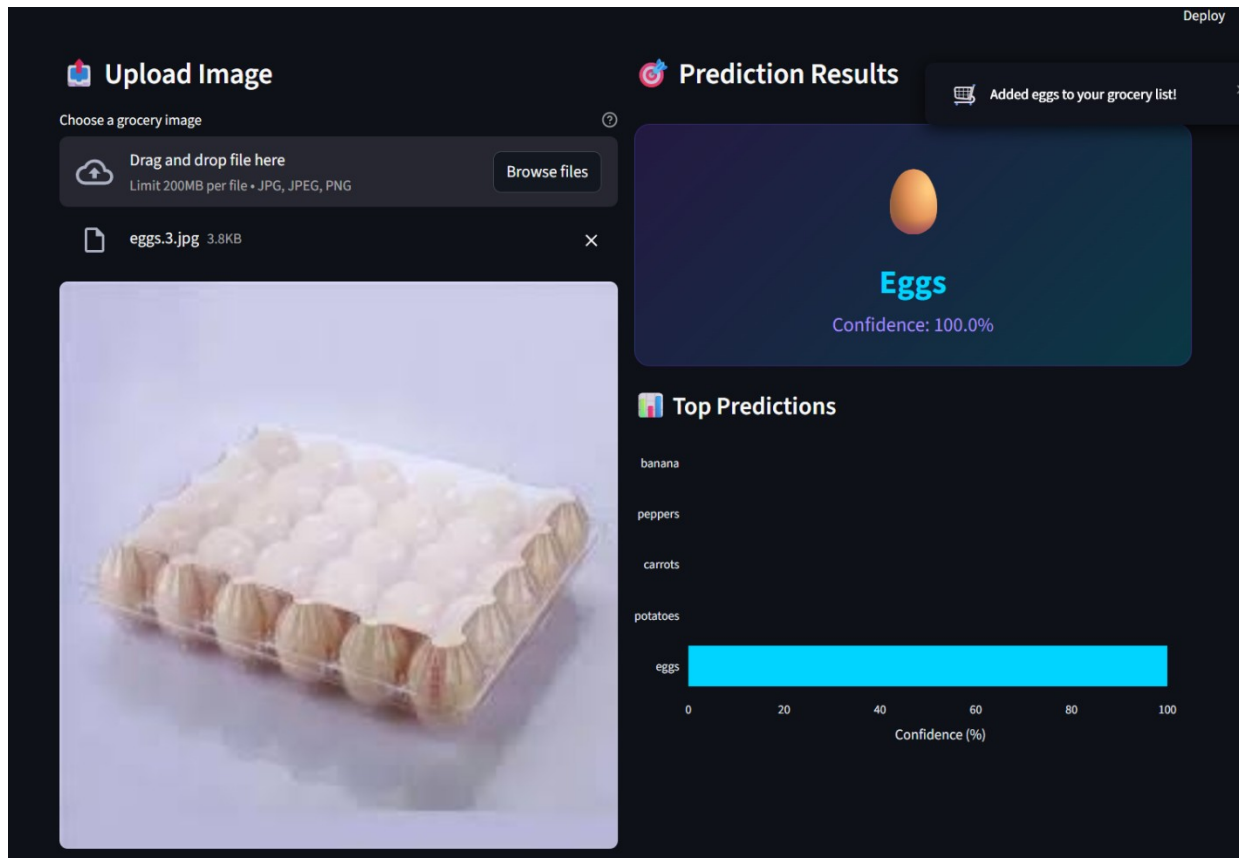 Deploy
Upload Image
Choose a grocery image
Drag and drop file here
Limit 200MB per file • JPG, JPEG, PNG
Browse files
eggs.3.jpg 3.8KB
Prediction Results
Added eggs to your grocery list!
Eggs
Confidence: 100.0%
Top Predictions
banana
peppers
carrots
potatoes
eggs
0 20 40 60 80 100
Confidence (%)